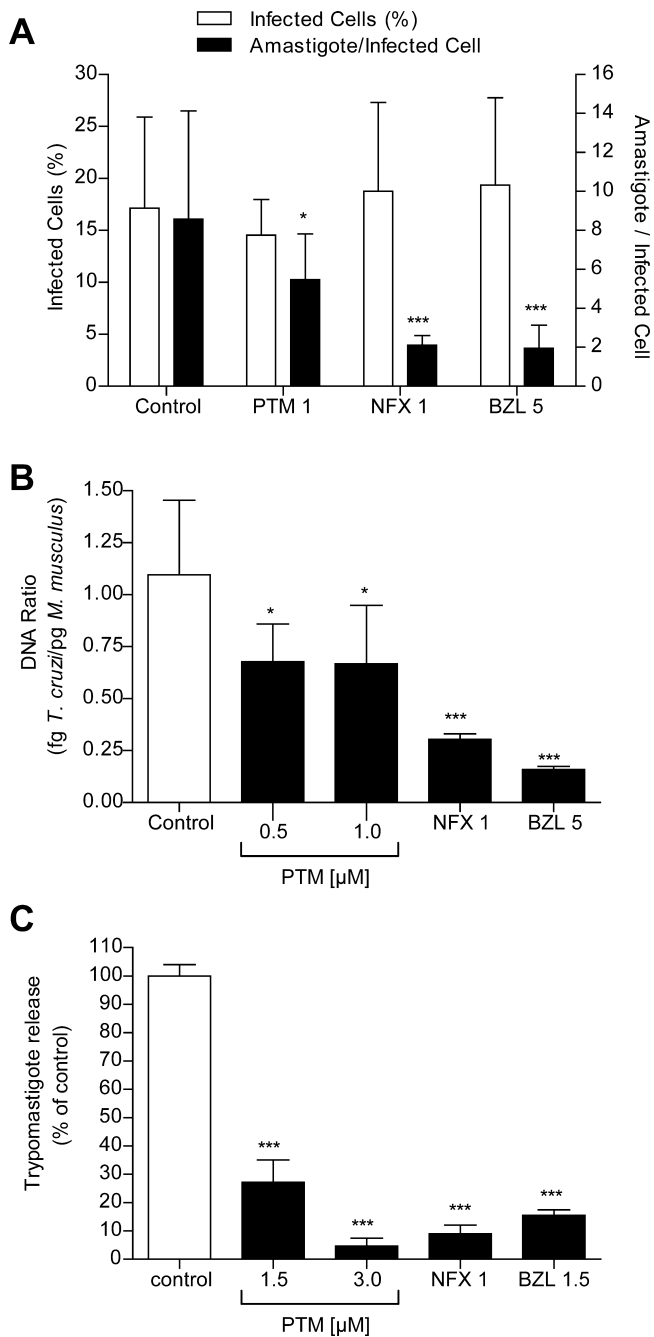 A
Infected Cells (%)
Amastigote/Infected Cell
Infected Cells (%)
30
25
20
15
10
5
0
16
14
12
10
8
6
4
2
0
Amastigote / Infected Cell
*
***
***
Control PTM 1 NFX 1 BZL 5
B
DNA Ratio
(fg T. cruzi/pg M. musculus)
1.50
1.25
1.00
0.75
0.50
0.25
0.00
*
*
***
***
Control 0.5 1.0 NFX 1 BZL 5
PTM [µM]
C
Trypomastigote release
(% of control)
110
100
90
80
70
60
50
40
30
20
10
0
***
***
***
***
control 1.5 3.0 NFX 1 BZL 1.5
PTM [µM]